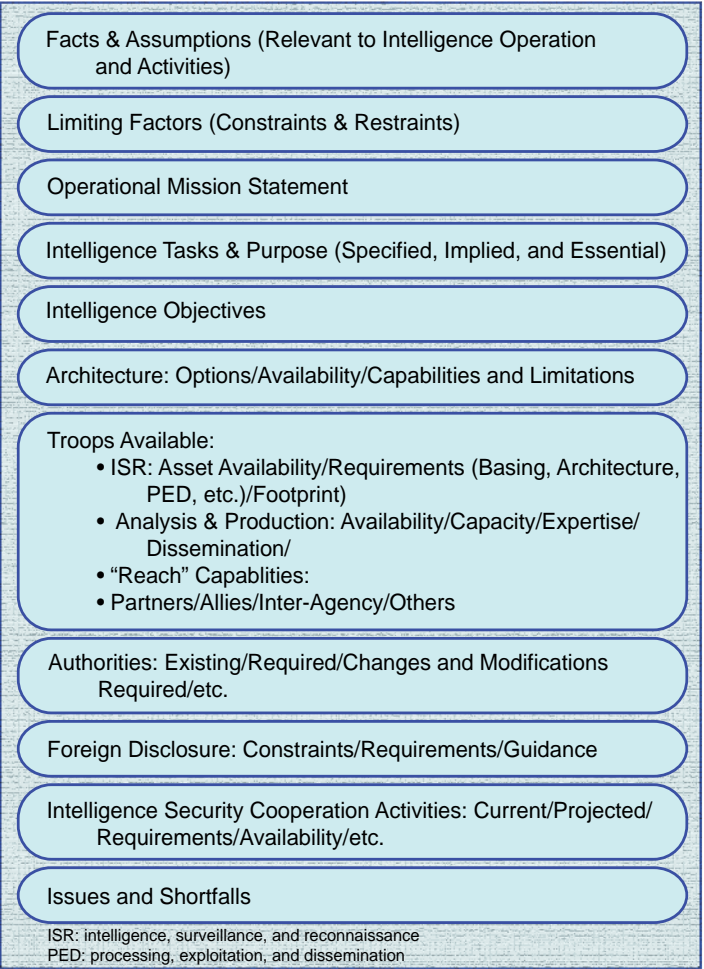 Facts & Assumptions (Relevant to Intelligence Operation
and Activities)
Limiting Factors (Constraints & Restraints)
Operational Mission Statement
Intelligence Tasks & Purpose (Specified, Implied, and Essential)
Intelligence Objectives
Architecture: Options/Availability/Capabilities and Limitations
Troops Available:
• ISR: Asset Availability/Requirements (Basing, Architecture,
PED, etc.)/Footprint)
• Analysis & Production: Availability/Capacity/Expertise/
Dissemination/
• “Reach” Capablities:
• Partners/Allies/Inter-Agency/Others
Authorities: Existing/Required/Changes and Modifications
Required/etc.
Foreign Disclosure: Constraints/Requirements/Guidance
Intelligence Security Cooperation Activities: Current/Projected/
Requirements/Availability/etc.
Issues and Shortfalls
ISR: intelligence, surveillance, and reconnaissance
PED: processing, exploitation, and dissemination